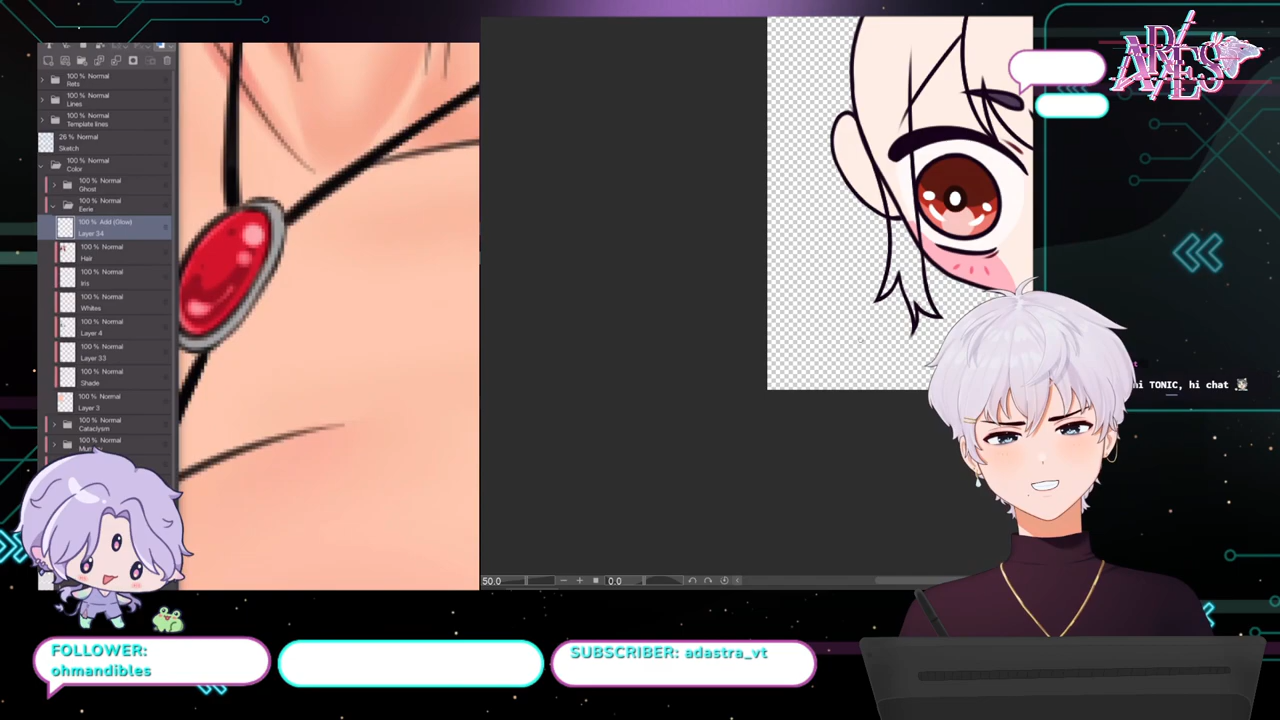 100 % Normal
Rets
100 % Normal
Lines
100 % Normal
Template lines
26 % Normal
Sketch
100 % Normal
Color
100 % Normal
Ghost
100 % Normal
Eerie
100 % Add (Glow)
Layer 34
100 % Normal
Hair
100 % Normal
Iris
100 % Normal
Whites
100 % Normal
Layer 4
100 % Normal
Layer 33
100 % Normal
Shade
100 % Normal
Layer 3
100 % Normal
Cataclysm
100 % Normal
50.0
0.0
ARES
hi TONIC, hi chat
FOLLOWER:
ohmandibles
SUBSCRIBER: adastra_vt